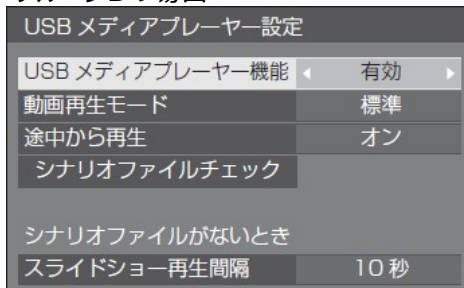 USB メディアプレーヤー設定
USB メディアプレーヤー機能 有効
動画再生モード 標準
途中から再生 オン
シナリオファイルチェック
シナリオファイルがないとき
スライドショー再生間隔 10秒